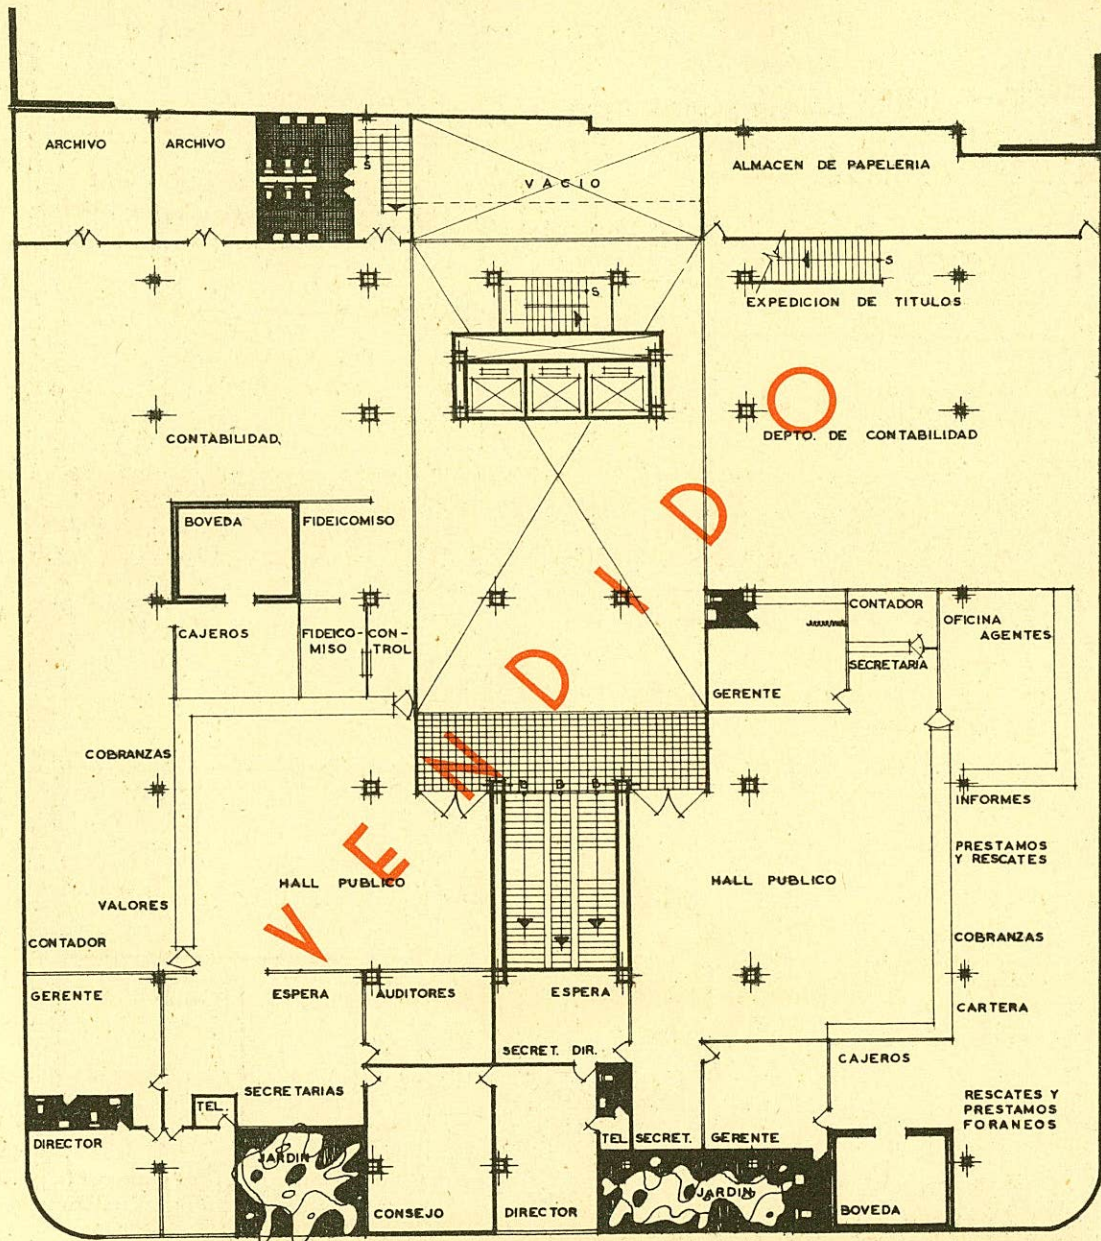 ARCHIVO
ARCHIVO
S
VACIO
ALMACEN DE PAPELERIA
S
S
EXPEDICION DE TITULOS
CONTABILIDAD
DEPTO. DE CONTABILIDAD
BOVEDA
FIDEICOMISO
CAJEROS
FIDEICO-
MISO
CON-
TROL
CONTADOR
SECRETARIA
OFICINA
AGENTES
GERENTE
COBRANZAS
B
B
B
INFORMES
PRESTAMOS
Y RESCATES
HALL PUBLICO
HALL PUBLICO
VALORES
CONTADOR
COBRANZAS
GERENTE
ESPERA
AUDITORES
ESPERA
CARTERA
SECRET. DIR.
CAJEROS
SECRETARIAS
TEL.
RESCATES Y
PRESTAMOS
FORANEOS
DIRECTOR
TEL
SECRET.
GERENTE
JARDIN
JARDIN
CONSEJO
DIRECTOR
BOVEDA
VENDIDO